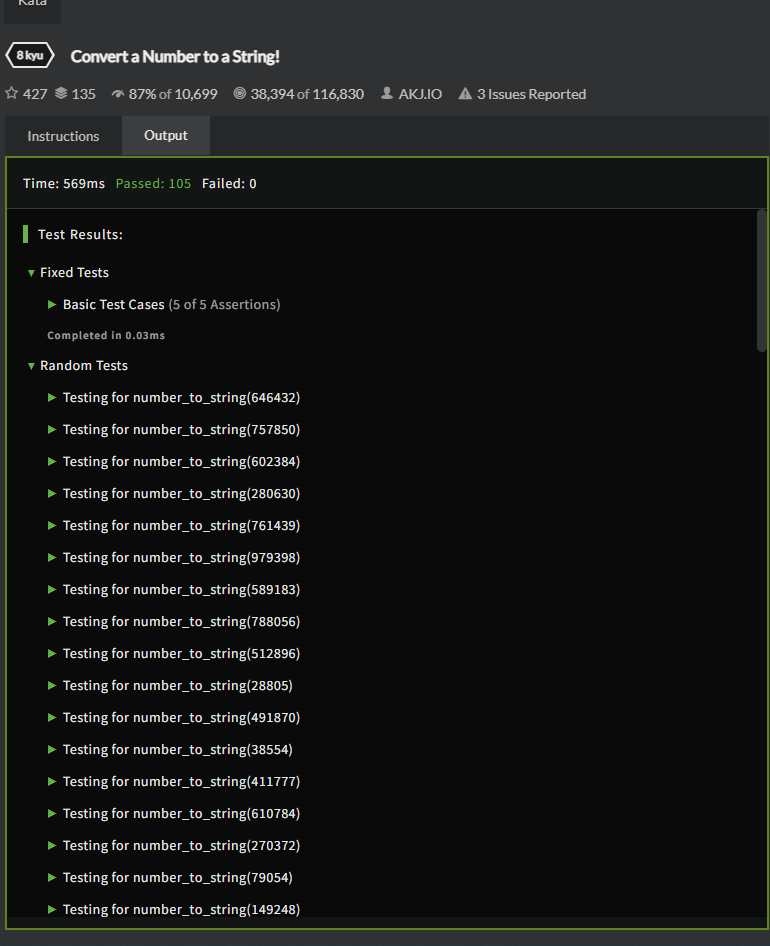 Kata
8 kyu Convert a Number to a String!
427 135 87% of 10,699 38,394 of 116,830 AKJ.IO 3 Issues Reported
Instructions Output
Time: 569ms Passed: 105 Failed: 0
Test Results:
Fixed Tests
Basic Test Cases (5 of 5 Assertions)
Completed in 0.03ms
Random Tests
Testing for number_to_string(646432)
Testing for number_to_string(757850)
Testing for number_to_string(602384)
Testing for number_to_string(280630)
Testing for number_to_string(761439)
Testing for number_to_string(979398)
Testing for number_to_string(589183)
Testing for number_to_string(788056)
Testing for number_to_string(512896)
Testing for number_to_string(28805)
Testing for number_to_string(491870)
Testing for number_to_string(38554)
Testing for number_to_string(411777)
Testing for number_to_string(610784)
Testing for number_to_string(270372)
Testing for number_to_string(79054)
Testing for number_to_string(149248)